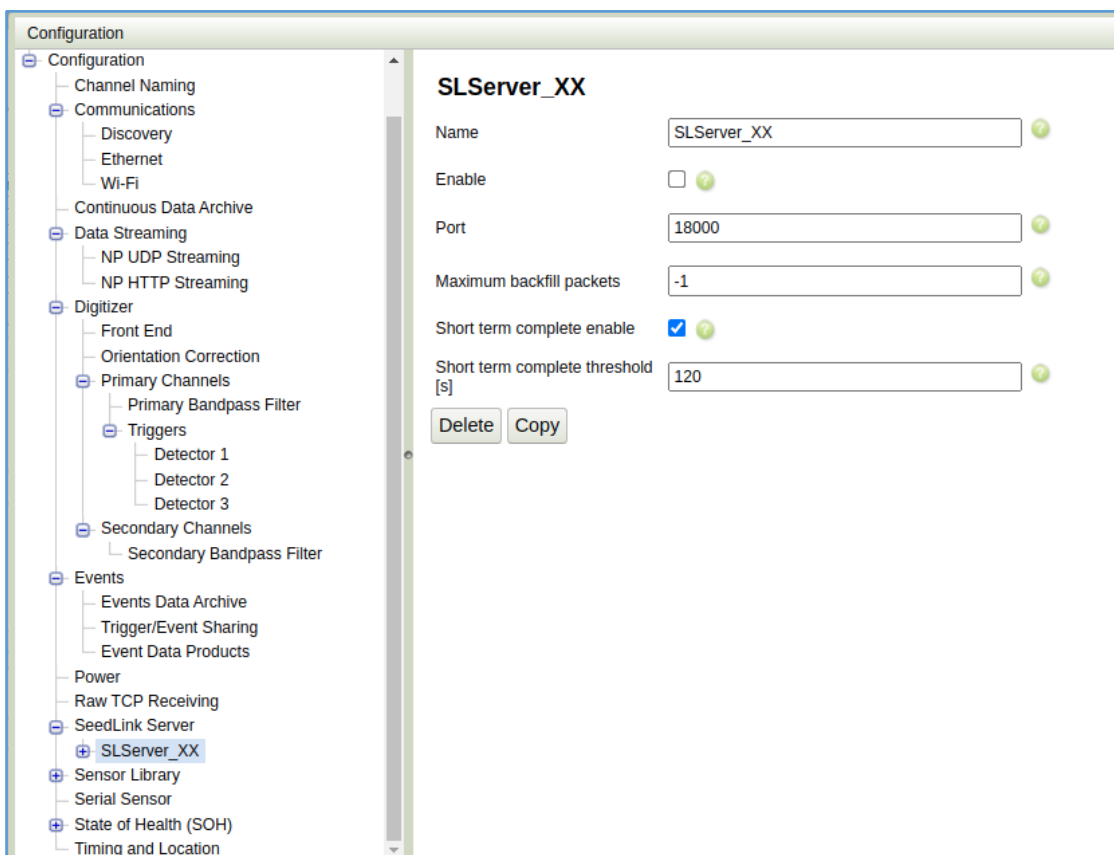 Configuration
Configuration
Channel Naming
Communications
Discovery
Ethernet
Wi-Fi
Continuous Data Archive
Data Streaming
NP UDP Streaming
NP HTTP Streaming
Digitizer
Front End
Orientation Correction
Primary Channels
Primary Bandpass Filter
Triggers
Detector 1
Detector 2
Detector 3
Secondary Channels
Secondary Bandpass Filter
Events
Events Data Archive
Trigger/Event Sharing
Event Data Products
Power
Raw TCP Receiving
SeedLink Server
SLServer_XX
Sensor Library
Serial Sensor
State of Health (SOH)
Timing and Location
SLServer_XX
Name SLServer_XX ?
Enable ?
Port 18000 ?
Maximum backfill packets -1 ?
Short term complete enable ?
Short term complete threshold
[s] 120 ?
Delete Copy